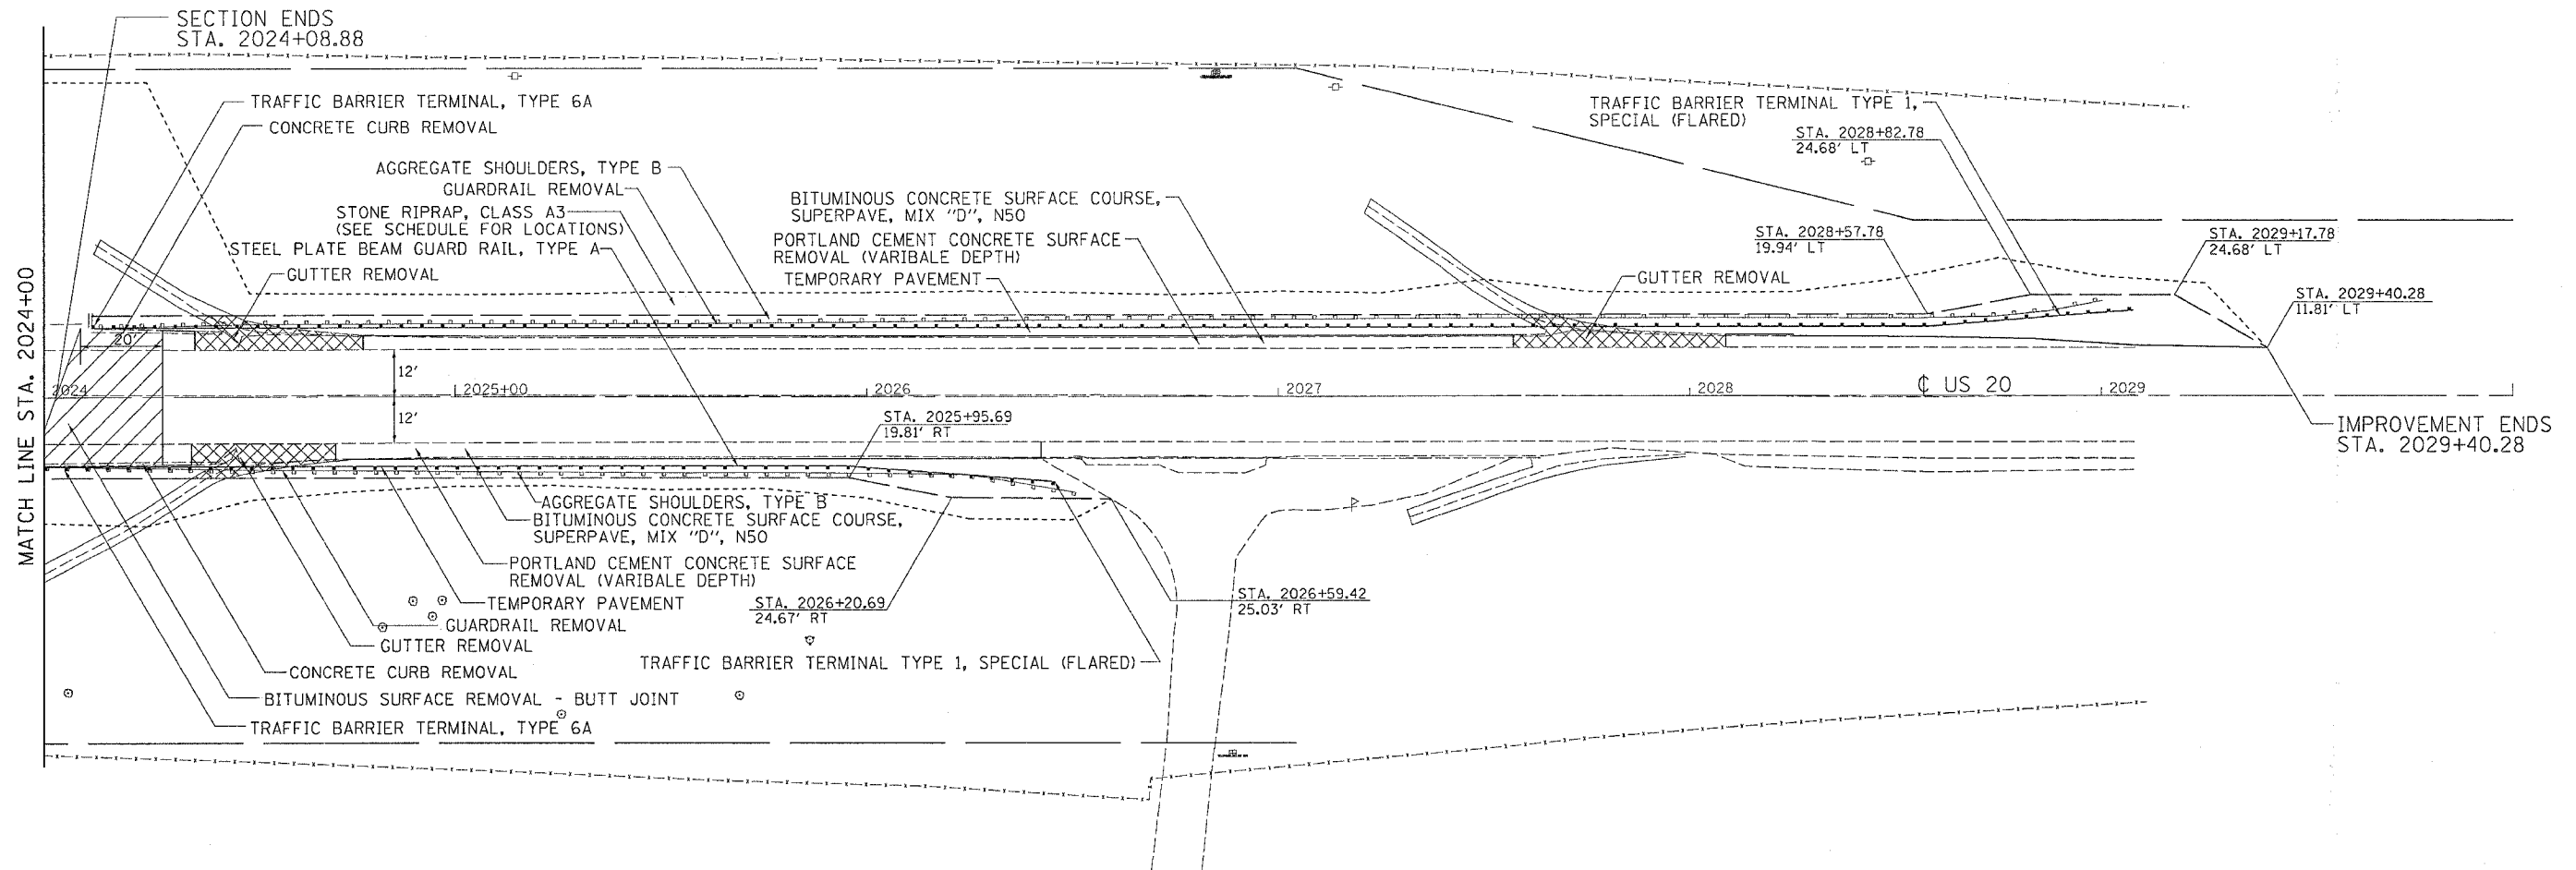 SECTION ENDS
STA. 2024+08.88
TRAFFIC BARRIER TERMINAL, TYPE 6A
CONCRETE CURB REMOVAL
AGGREGATE SHOULDERS, TYPE B
GUARDRAIL REMOVAL
STONE RIPRAP, CLASS A3
(SEE SCHEDULE FOR LOCATIONS)
STEEL PLATE BEAM GUARD RAIL, TYPE A
GUTTER REMOVAL
BITUMINOUS CONCRETE SURFACE COURSE,
SUPERPAVE, MIX "D", N50
PORTLAND CEMENT CONCRETE SURFACE
REMOVAL (VARIBALE DEPTH)
TEMPORARY PAVEMENT
TRAFFIC BARRIER TERMINAL TYPE 1,
SPECIAL (FLARED)
STA. 2028+82.78
24.68' LT
STA. 2028+57.78
19.94' LT
GUTTER REMOVAL
STA. 2029+17.78
24.68' LT
STA. 2029+40.28
11.81' LT
MATCH LINE STA. 2024+00
20'
12'
12'
2024
2025+00
2026
2027
2028
℄ US 20
2029
IMPROVEMENT ENDS
STA. 2029+40.28
STA. 2025+95.69
19.81' RT
AGGREGATE SHOULDERS, TYPE B
BITUMINOUS CONCRETE SURFACE COURSE,
SUPERPAVE, MIX "D", N50
PORTLAND CEMENT CONCRETE SURFACE
REMOVAL (VARIBALE DEPTH)
TEMPORARY PAVEMENT
GUARDRAIL REMOVAL
GUTTER REMOVAL
CONCRETE CURB REMOVAL
BITUMINOUS SURFACE REMOVAL - BUTT JOINT
TRAFFIC BARRIER TERMINAL, TYPE 6A
STA. 2026+20.69
24.67' RT
STA. 2026+59.42
25.03' RT
TRAFFIC BARRIER TERMINAL TYPE 1, SPECIAL (FLARED)